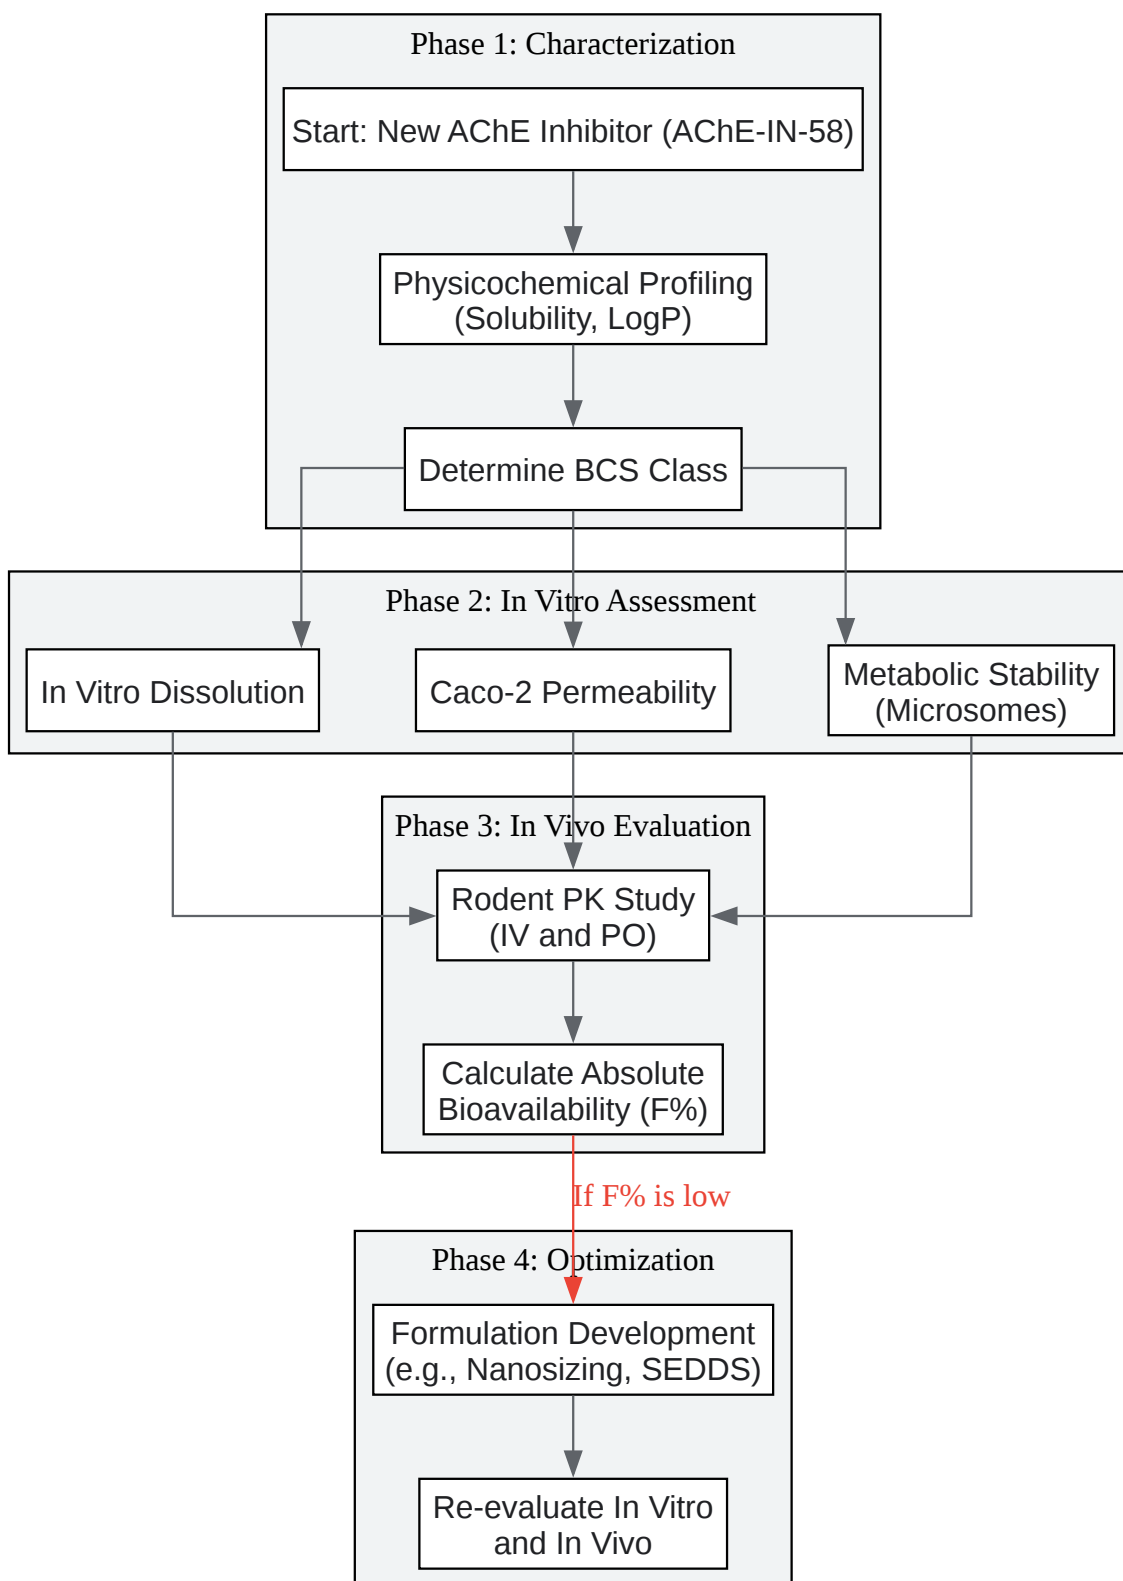 Phase 1: Characterization
Start: New AChE Inhibitor (AChE-IN-58)
Physicochemical Profiling
(Solubility, LogP)
Determine BCS Class
Phase 2: In Vitro Assessment
In Vitro Dissolution
Caco-2 Permeability
Metabolic Stability
(Microsomes)
Phase 3: In Vivo Evaluation
Rodent PK Study
(IV and PO)
Calculate Absolute
Bioavailability (F%)
If F% is low
Phase 4: Optimization
Formulation Development
(e.g., Nanosizing, SEDDS)
Re-evaluate In Vitro
and In Vivo